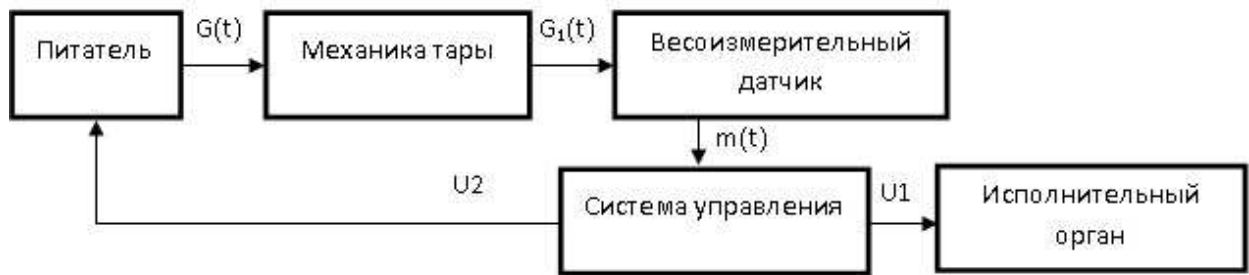 Питатель
G(t)
Механика тары
G₁(t)
Весоизмерительный
датчик
m(t)
U2
Система управления
U1
Исполнительный
орган